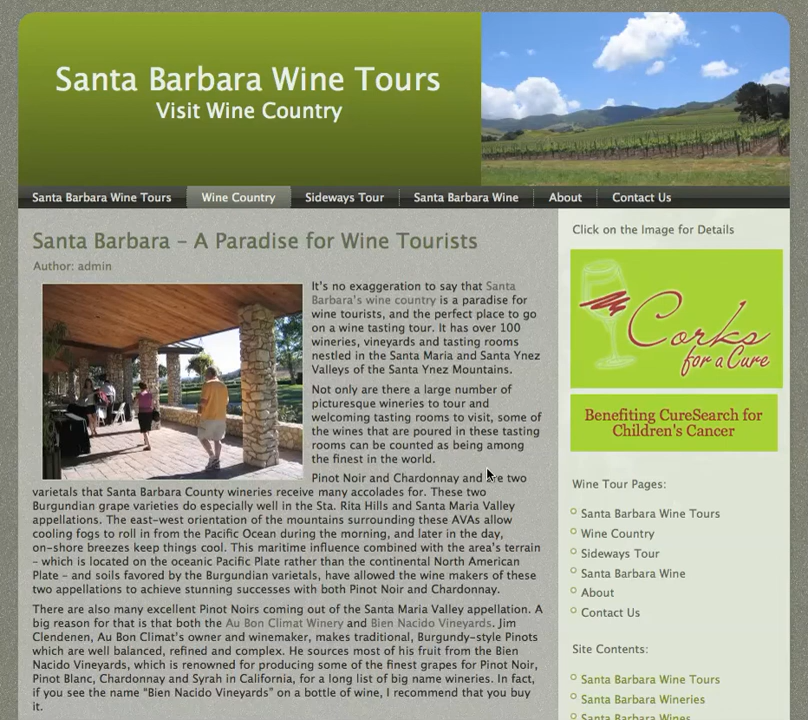 Santa Barbara Wine Tours
Visit Wine Country
Santa Barbara Wine Tours
Wine Country
Sideways Tour
Santa Barbara Wine
About
Contact Us
Santa Barbara – A Paradise for Wine Tourists
Author: admin
It's no exaggeration to say that Santa
Barbara's wine country is a paradise for
wine tourists, and the perfect place to go
on a wine tasting tour. It has over 100
wineries, vineyards and tasting rooms
nestled in the Santa Maria and Santa Ynez
Valleys of the Santa Ynez Mountains.
Not only are there a large number of
picturesque wineries to tour and
welcoming tasting rooms to visit, some of
the wines that are poured in these tasting
rooms can be counted as being among
the finest in the world.
Pinot Noir and Chardonnay and are two
varietals that Santa Barbara County wineries receive many accolades for. These two
Burgundian grape varieties do especially well in the Sta. Rita Hills and Santa Maria Valley
appellations. The east-west orientation of the mountains surrounding these AVAs allow
cooling fogs to roll in from the Pacific Ocean during the morning, and later in the day,
on-shore breezes keep things cool. This maritime influence combined with the area's terrain
– which is located on the oceanic Pacific Plate rather than the continental North American
Plate – and soils favored by the Burgundian varietals, have allowed the wine makers of these
two appellations to achieve stunning successes with both Pinot Noir and Chardonnay.
There are also many excellent Pinot Noirs coming out of the Santa Maria Valley appellation. A
big reason for that is that both the Au Bon Climat Winery and Bien Nacido Vineyards. Jim
Clendenen, Au Bon Climat's owner and winemaker, makes traditional, Burgundy-style Pinots
which are well balanced, refined and complex. He sources most of his fruit from the Bien
Nacido Vineyards, which is renowned for producing some of the finest grapes for Pinot Noir,
Pinot Blanc, Chardonnay and Syrah in California, for a long list of big name wineries. In fact,
if you see the name “Bien Nacido Vineyards” on a bottle of wine, I recommend that you buy
it.
Click on the Image for Details
Corks
for a Cure
Benefiting CureSearch for
Children's Cancer
Wine Tour Pages:
Santa Barbara Wine Tours
Wine Country
Sideways Tour
Santa Barbara Wine
About
Contact Us
Site Contents:
Santa Barbara Wine Tours
Santa Barbara Wineries
Santa Barbara Wines